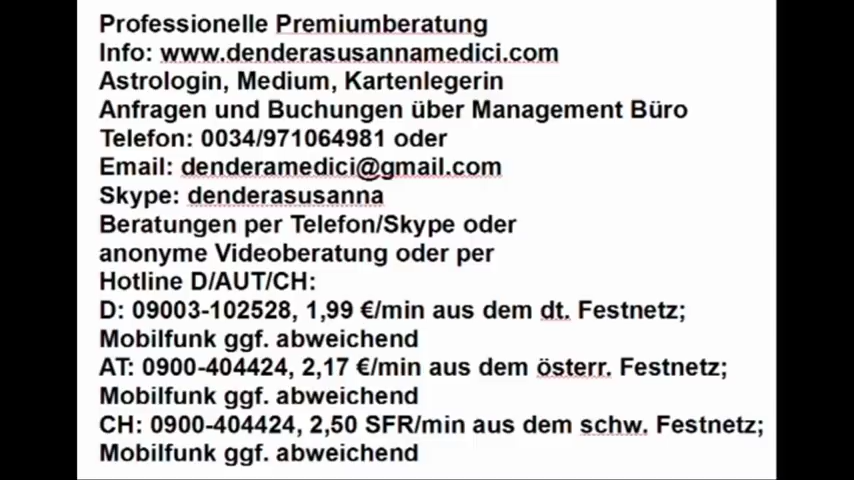 Professionelle Premiumberatung
Info: www.denderasusannamedici.com
Astrologin, Medium, Kartenlegerin
Anfragen und Buchungen über Management Büro
Telefon: 0034/971064981 oder
Email: denderamedici@gmail.com
Skype: denderasusanna
Beratungen per Telefon/Skype oder
anonyme Videoberatung oder per
Hotline D/AUT/CH:
D: 09003-102528, 1,99 €/min aus dem dt. Festnetz;
Mobilfunk ggf. abweichend
AT: 0900-404424, 2,17 €/min aus dem österr. Festnetz;
Mobilfunk ggf. abweichend
CH: 0900-404424, 2,50 SFR/min aus dem schw. Festnetz;
Mobilfunk ggf. abweichend